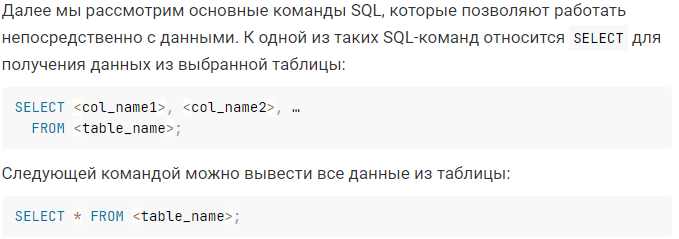 Далее мы рассмотрим основные команды SQL, которые позволяют работать
непосредственно с данными. К одной из таких SQL-команд относится SELECT для
получения данных из выбранной таблицы:
SELECT <col_name1>, <col_name2>, …
  FROM <table_name>;
Следующей командой можно вывести все данные из таблицы:
SELECT * FROM <table_name>;